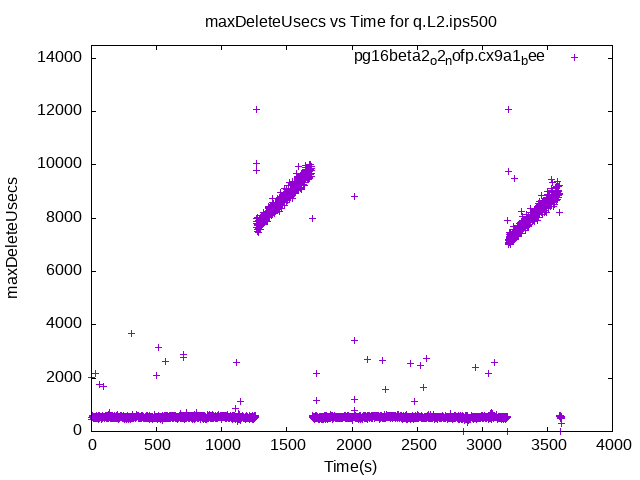 maxDeleteUsecs vs Time for q.L2.ips500
pg16beta2o2nofp.cx9a1bee
maxDeleteUsecs
14000
12000
10000
8000
6000
4000
2000
0
0 500 1000 1500 2000 2500 3000 3500 4000
Time(s)